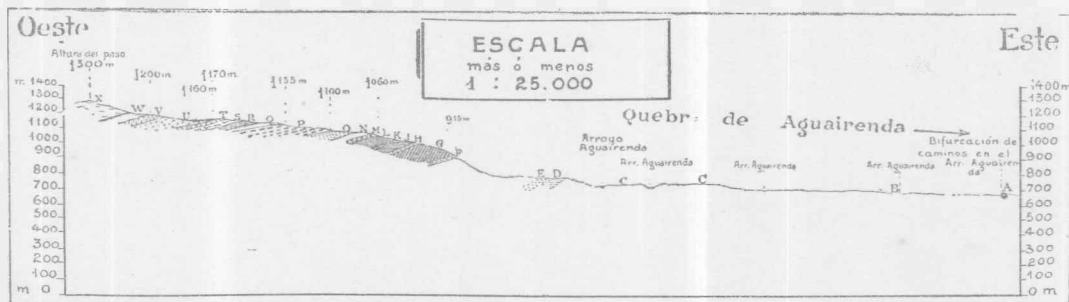 Oeste
Este
ESCALA
más ó menos
1 : 25.000
Altura del paso
1300m
1200m
1170m
1160m
1155m
1100m
1060m
915m
Quebr. de Aguairenda
Arroyo
Aguairenda
Arr. Aguairenda
Arr. Aguairenda
Arr. Aguairenda
Bifurcación de
caminos en el
Arr. Aguairen
da
X W V U T S R Q P O N M L K I H G F E D C C B A
m. 1400
1300
1200
1100
1000
900
800
700
600
500
400
300
200
100
m 0
1400m
1300
1200
1100
1000
900
800
700
600
500
400
300
200
100
0 m